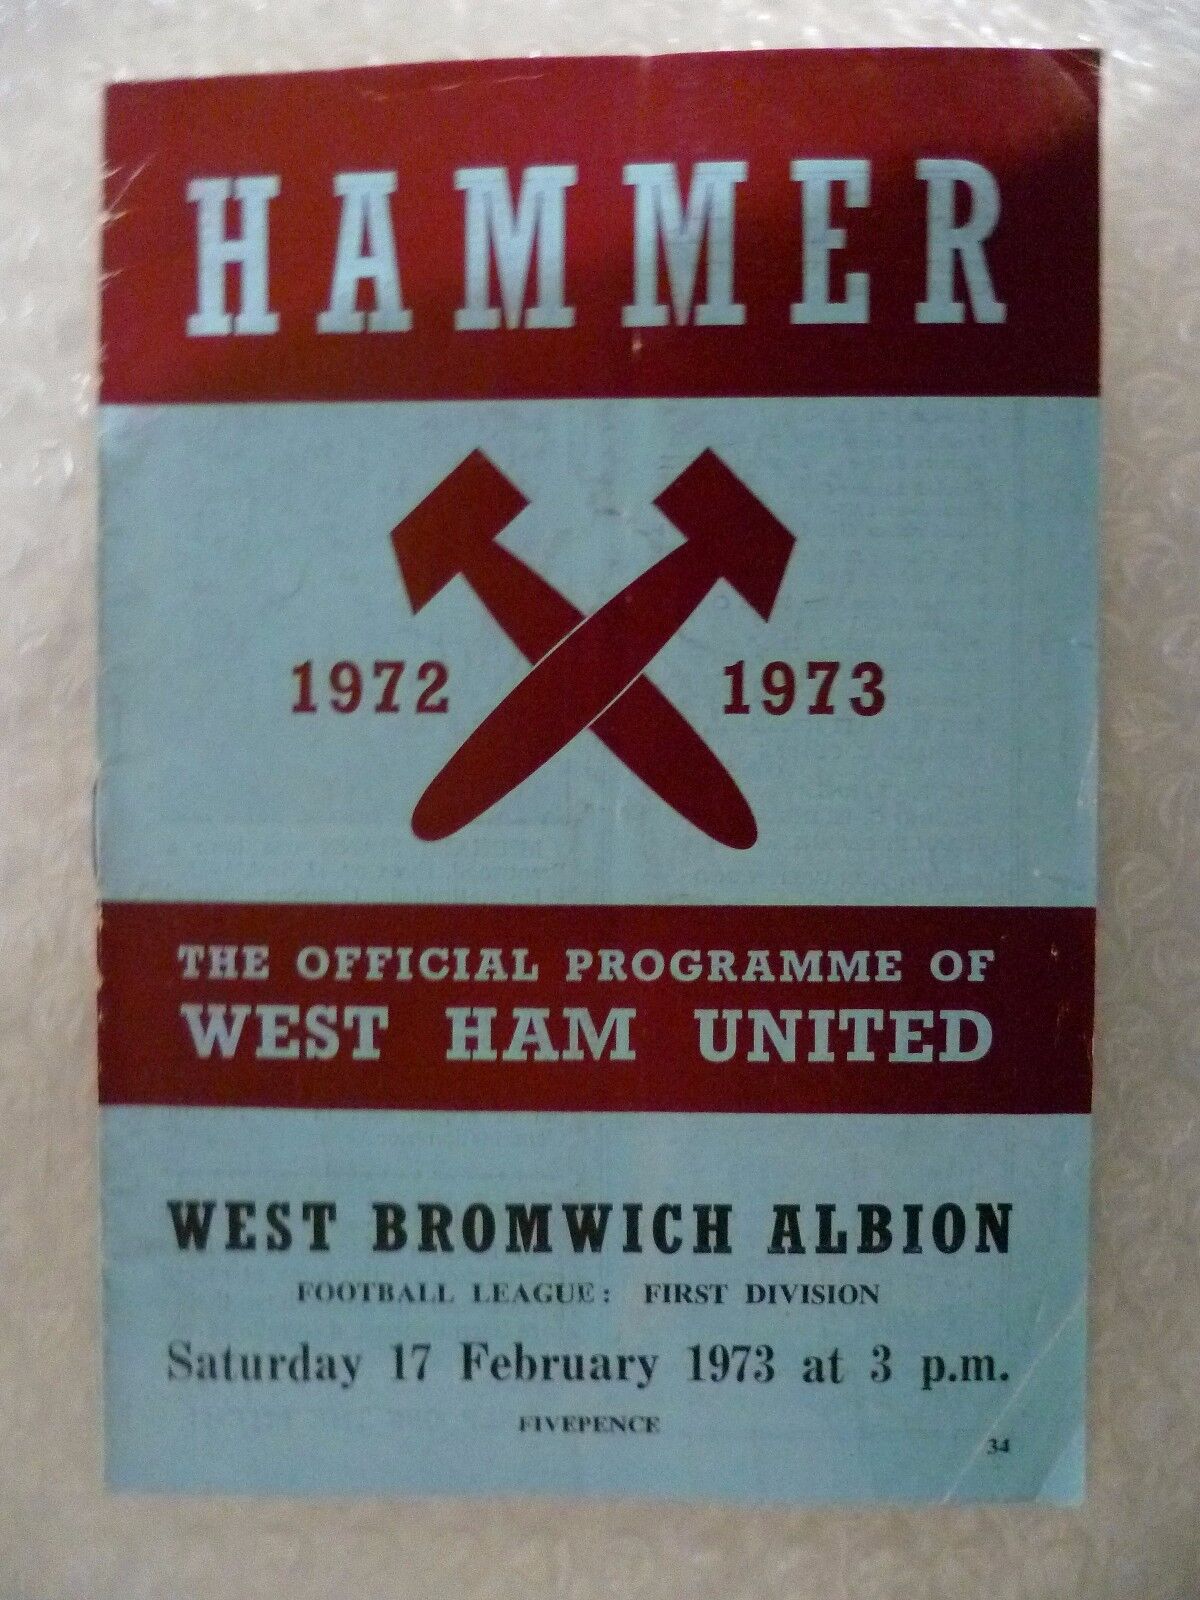 HAMMER
1972 1973
THE OFFICIAL PROGRAMME OF
WEST HAM UNITED
WEST BROMWICH ALBION
FOOTBALL LEAGUE: FIRST DIVISION
Saturday 17 February 1973 at 3 p.m.
FIVEPENCE
34